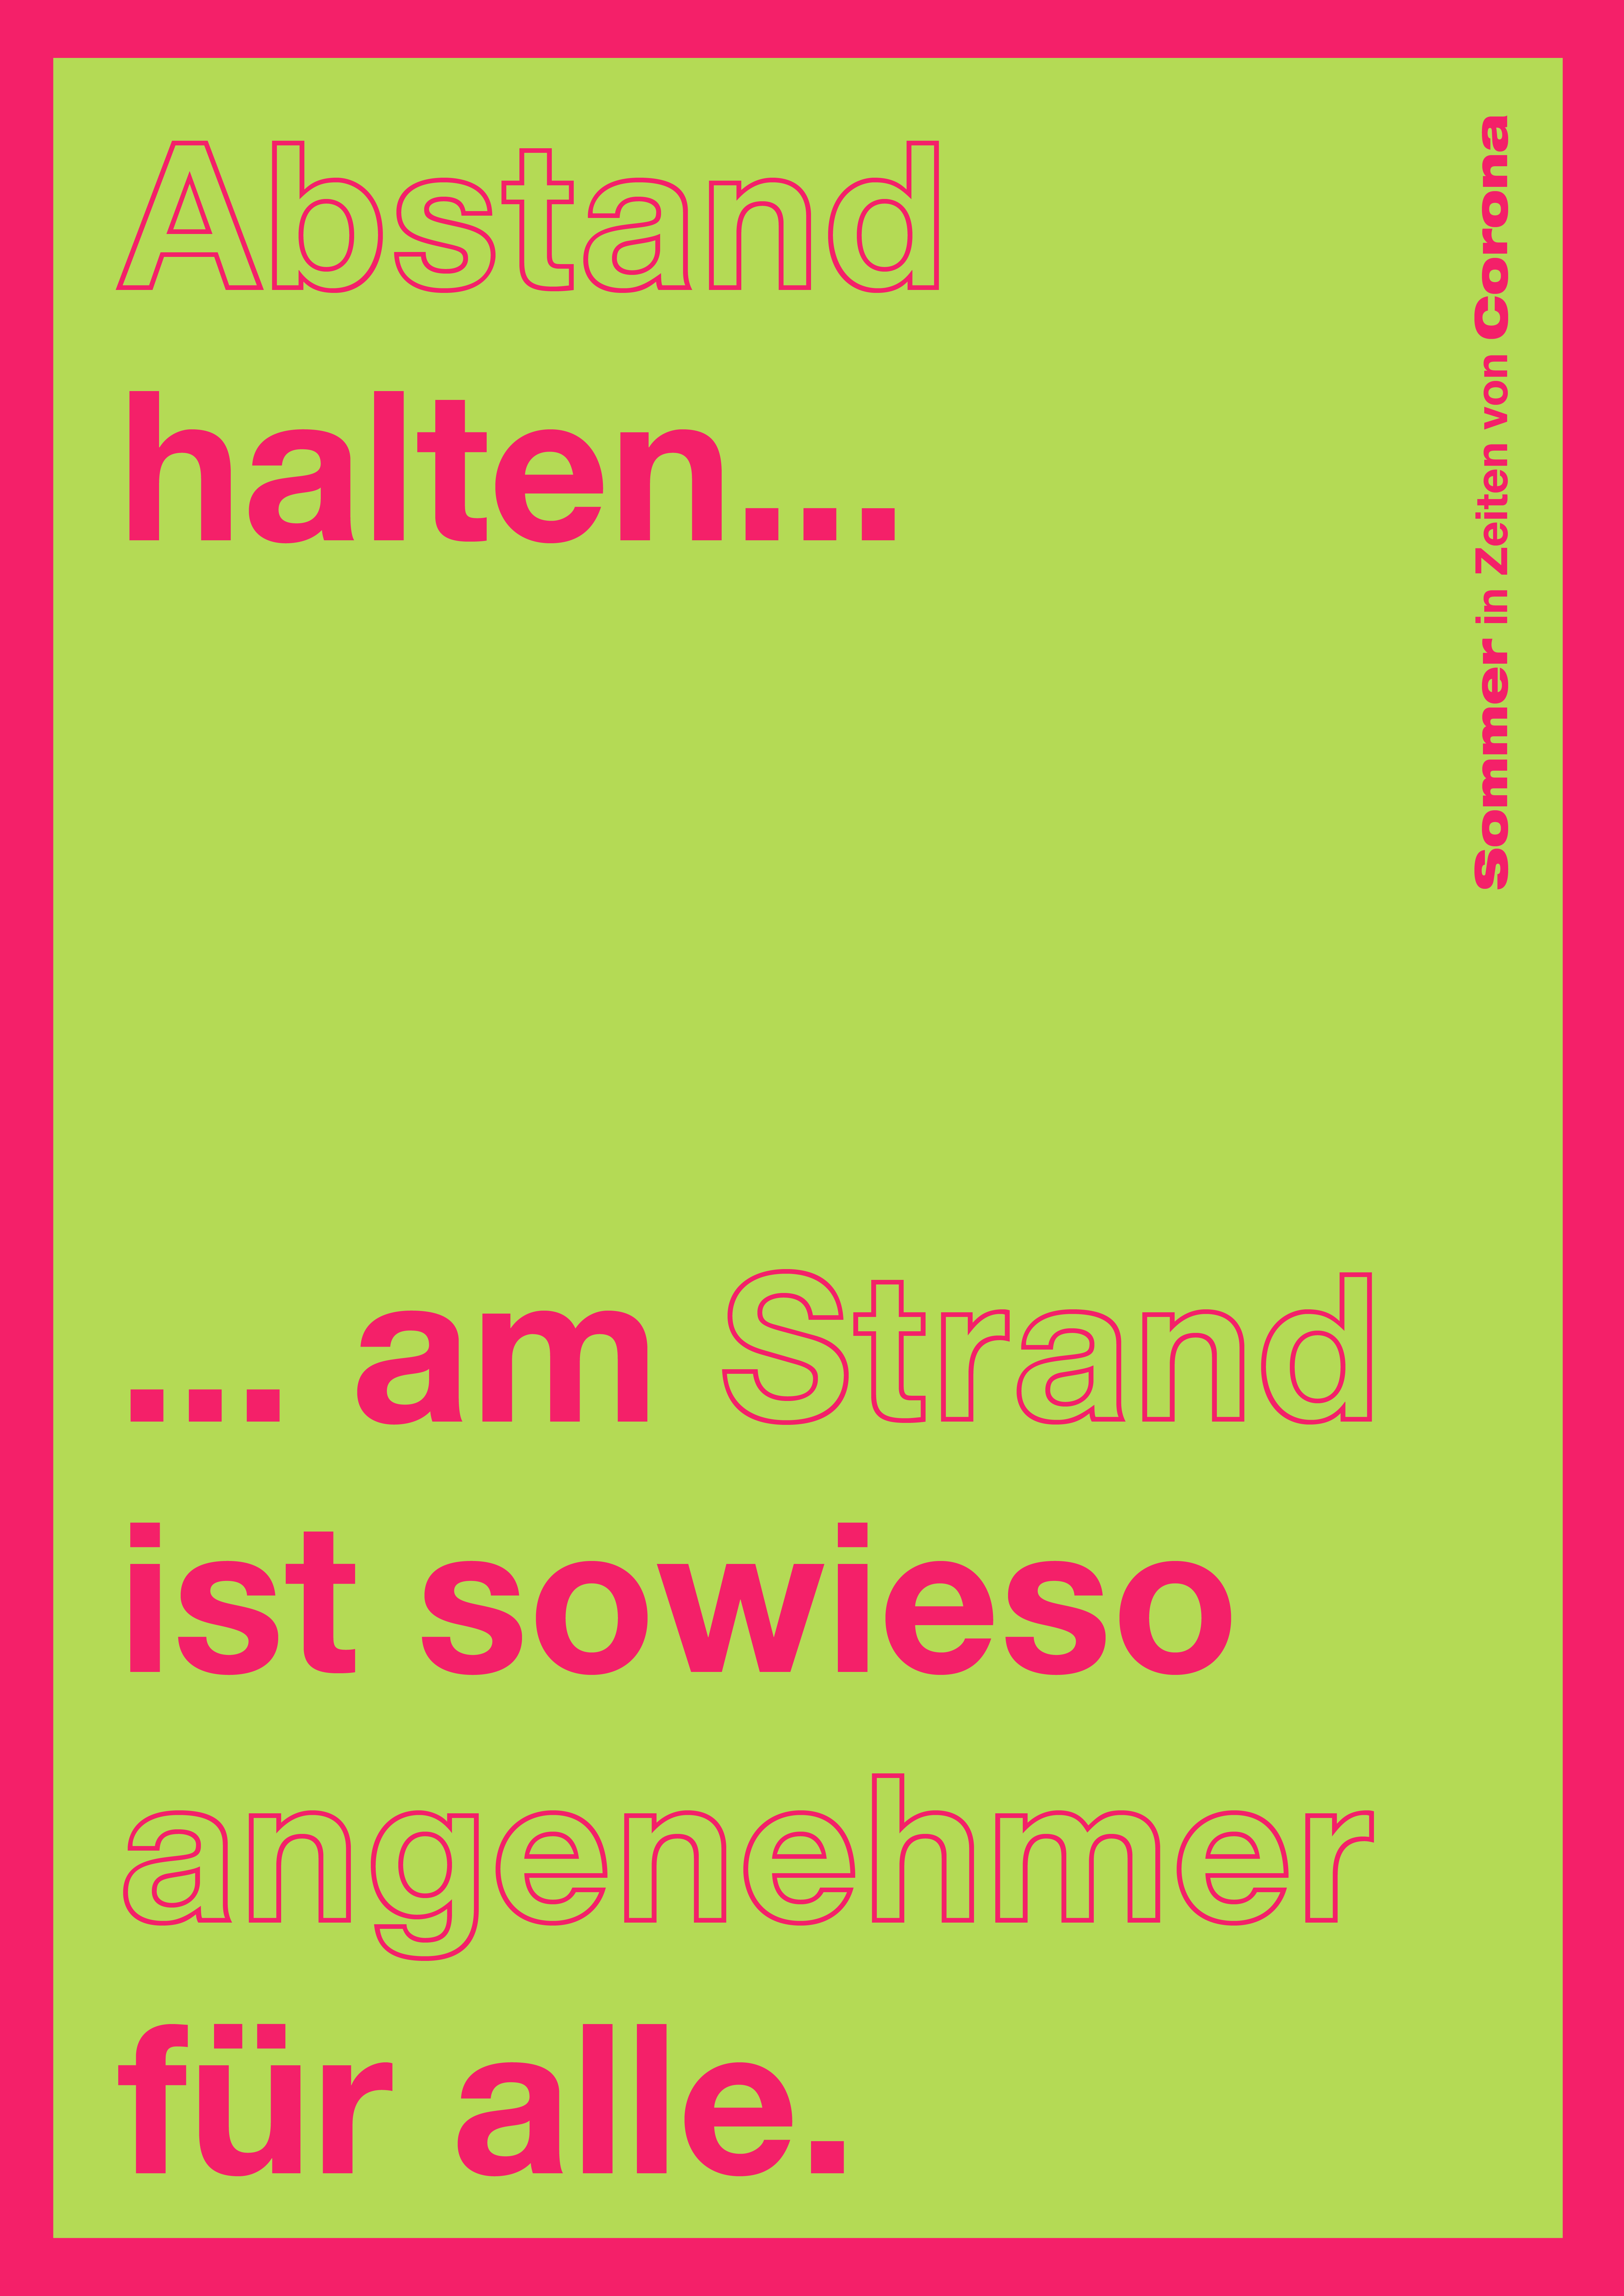 Abstand
halten...
... am Strand
ist sowieso
angenehmer
für alle.
Sommer in Zeiten von Corona